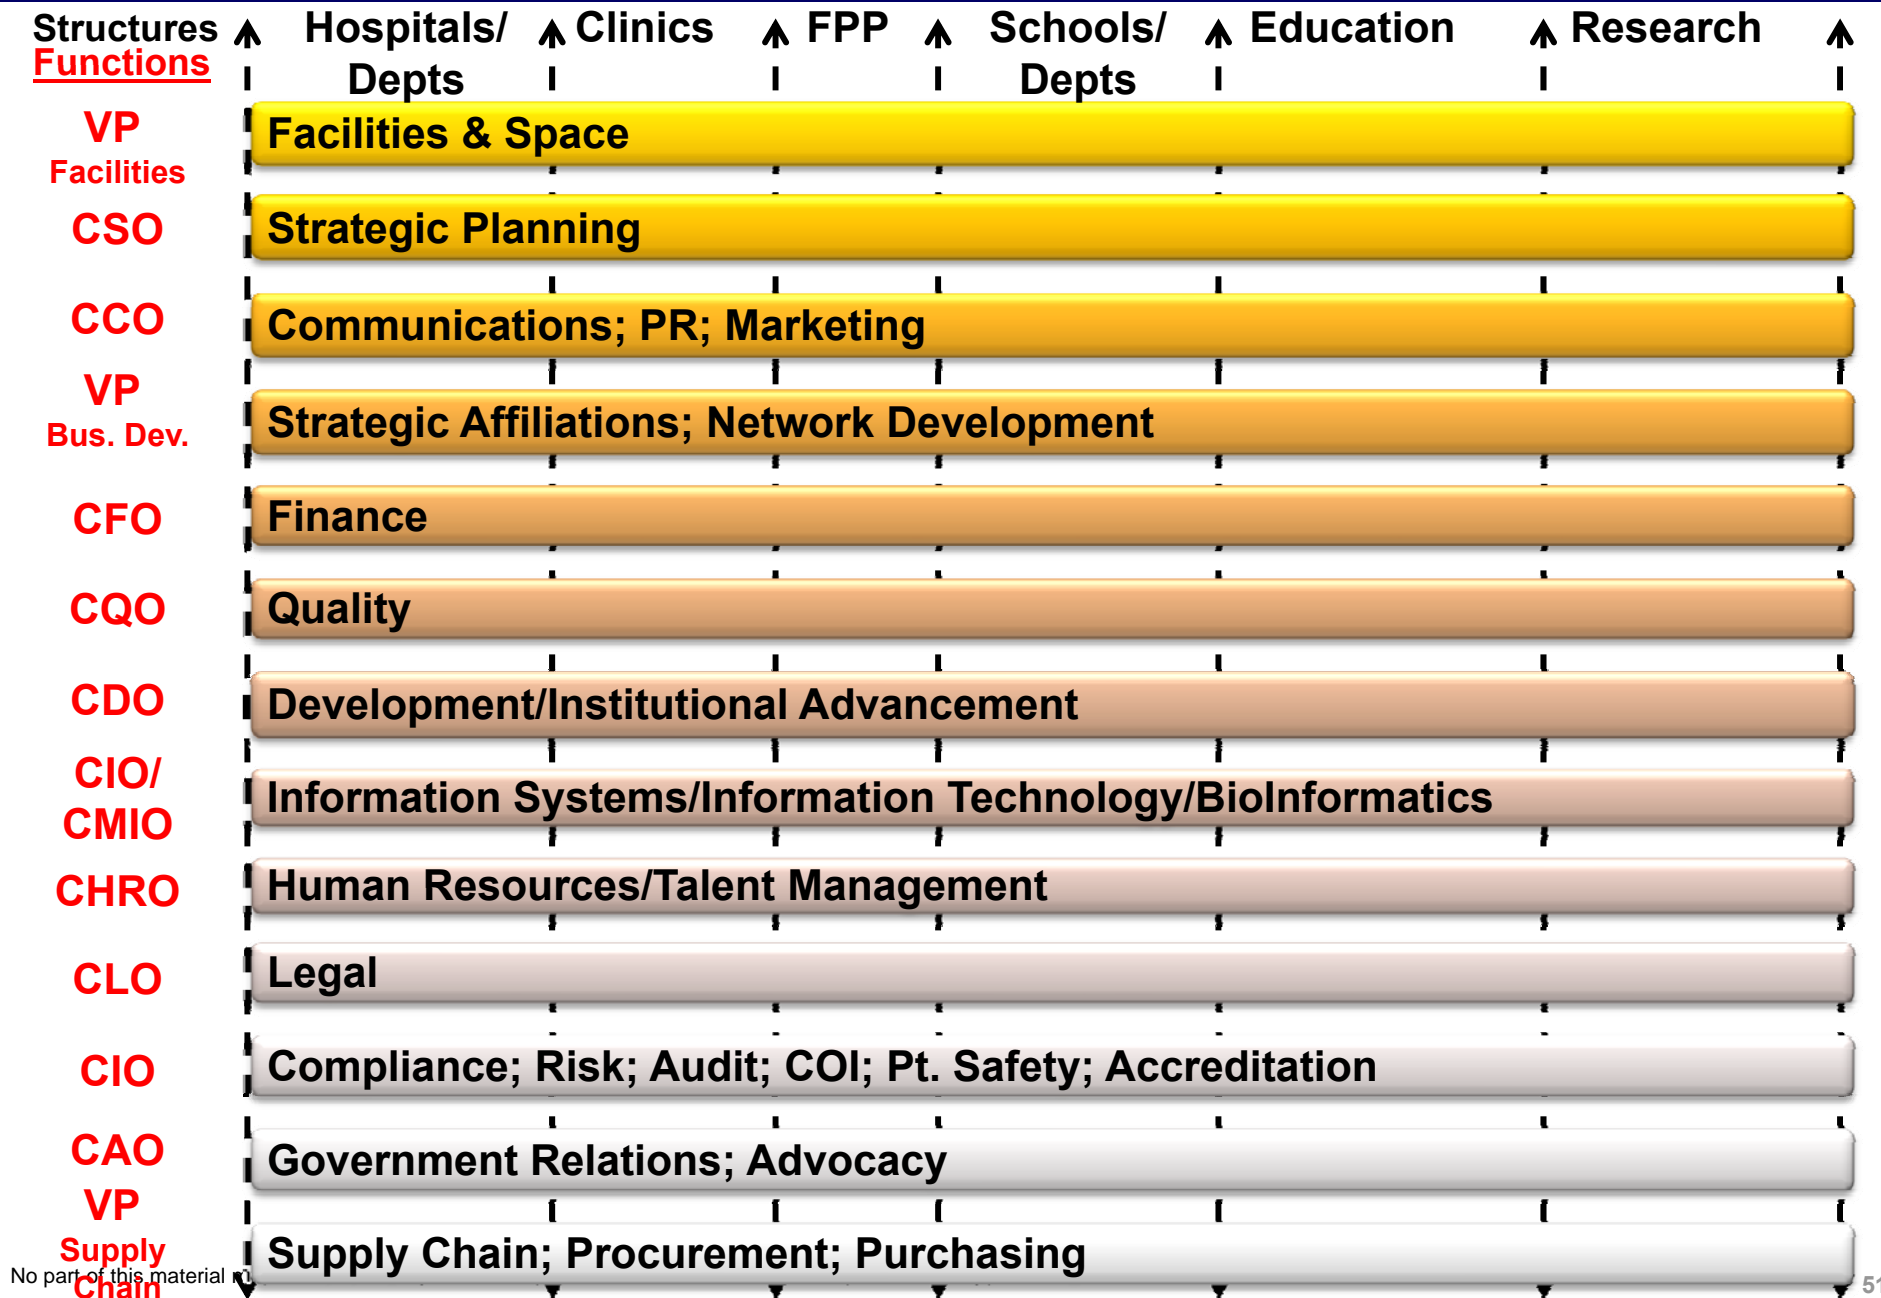 Structures Hospitals/ Clinics FPP Schools/ Education Research
Functions Depts Depts
VP
Facilities
Facilities & Space
CSO
Strategic Planning
CCO
Communications; PR; Marketing
VP
Bus. Dev.
Strategic Affiliations; Network Development
CFO
Finance
CQO
Quality
CDO
Development/Institutional Advancement
CIO/
CMIO
Information Systems/Information Technology/BioInformatics
CHRO
Human Resources/Talent Management
CLO
Legal
CIO
Compliance; Risk; Audit; COI; Pt. Safety; Accreditation
CAO
Government Relations; Advocacy
VP
Supply
Chain
Supply Chain; Procurement; Purchasing
No part of this material
51